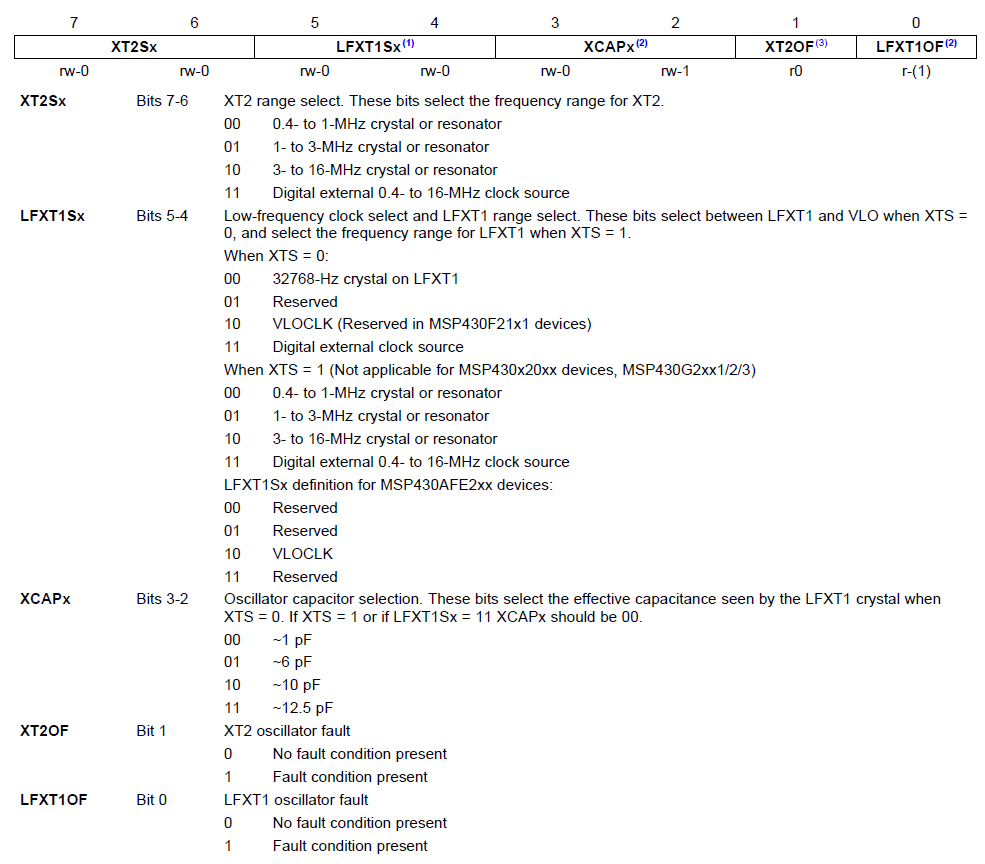 7 6 5 4 3 2 1 0
XT2Sx LFXT1Sx(1) XCAPx(2) XT2OF(3) LFXT1OF(2)
rw-0 rw-0 rw-0 rw-0 rw-0 rw-1 r0 r-(1)
XT2Sx Bits 7-6 XT2 range select. These bits select the frequency range for XT2.
00 0.4- to 1-MHz crystal or resonator
01 1- to 3-MHz crystal or resonator
10 3- to 16-MHz crystal or resonator
11 Digital external 0.4- to 16-MHz clock source
LFXT1Sx Bits 5-4 Low-frequency clock select and LFXT1 range select. These bits select between LFXT1 and VLO when XTS =
0, and select the frequency range for LFXT1 when XTS = 1.
When XTS = 0:
00 32768-Hz crystal on LFXT1
01 Reserved
10 VLOCLK (Reserved in MSP430F21x1 devices)
11 Digital external clock source
When XTS = 1 (Not applicable for MSP430x20xx devices, MSP430G2xx1/2/3)
00 0.4- to 1-MHz crystal or resonator
01 1- to 3-MHz crystal or resonator
10 3- to 16-MHz crystal or resonator
11 Digital external 0.4- to 16-MHz clock source
LFXT1Sx definition for MSP430AFE2xx devices:
00 Reserved
01 Reserved
10 VLOCLK
11 Reserved
XCAPx Bits 3-2 Oscillator capacitor selection. These bits select the effective capacitance seen by the LFXT1 crystal when
XTS = 0. If XTS = 1 or if LFXT1Sx = 11 XCAPx should be 00.
00 ~1 pF
01 ~6 pF
10 ~10 pF
11 ~12.5 pF
XT2OF Bit 1 XT2 oscillator fault
0 No fault condition present
1 Fault condition present
LFXT1OF Bit 0 LFXT1 oscillator fault
0 No fault condition present
1 Fault condition present